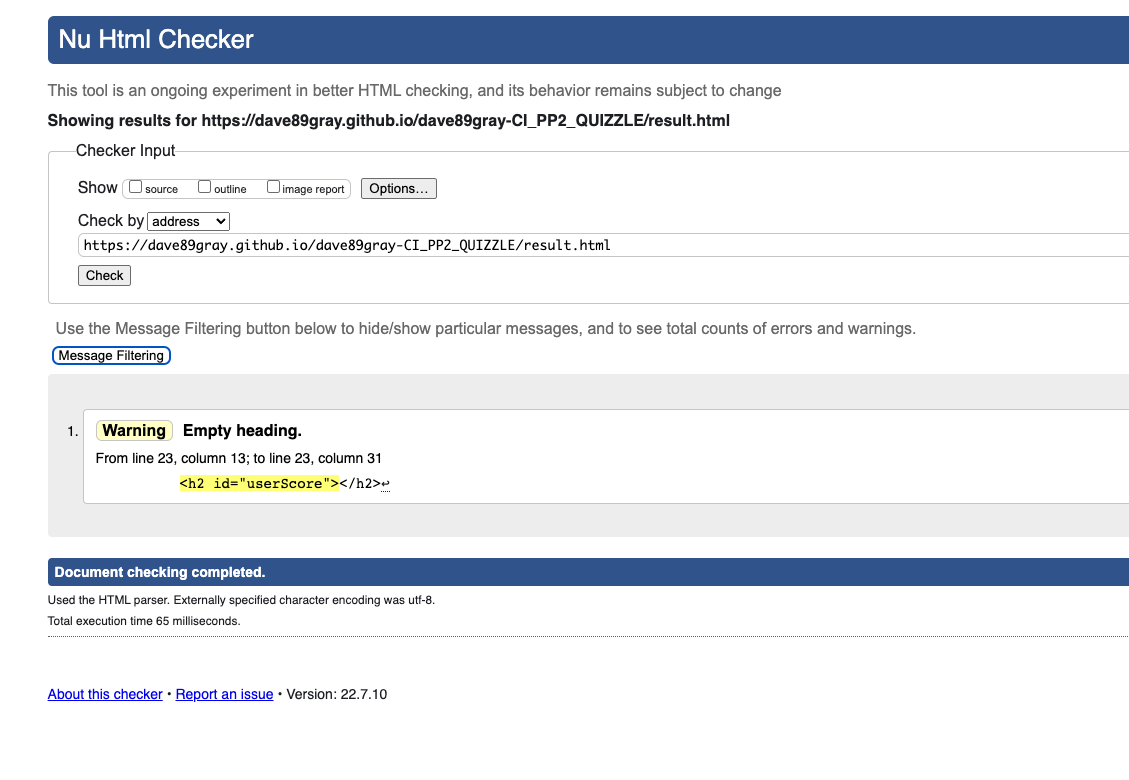 Nu Html Checker
This tool is an ongoing experiment in better HTML checking, and its behavior remains subject to change
Showing results for https://dave89gray.github.io/dave89gray-CI_PP2_QUIZZLE/result.html
Checker Input
Show source outline image report Options…
Check by address
https://dave89gray.github.io/dave89gray-CI_PP2_QUIZZLE/result.html
Check
Use the Message Filtering button below to hide/show particular messages, and to see total counts of errors and warnings.
Message Filtering
1. Warning Empty heading.
From line 23, column 13; to line 23, column 31
<h2 id="userScore"></h2>↩
Document checking completed.
Used the HTML parser. Externally specified character encoding was utf-8.
Total execution time 65 milliseconds.
About this checker • Report an issue • Version: 22.7.10